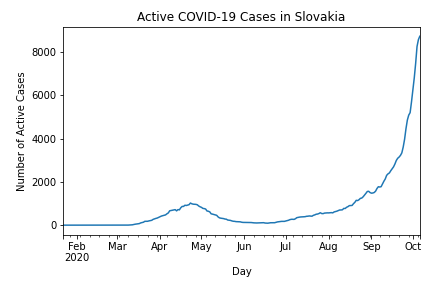 Active COVID-19 Cases in Slovakia
Number of Active Cases
8000
6000
4000
2000
0
Feb Mar Apr May Jun Jul Aug Sep Oct
2020
Day